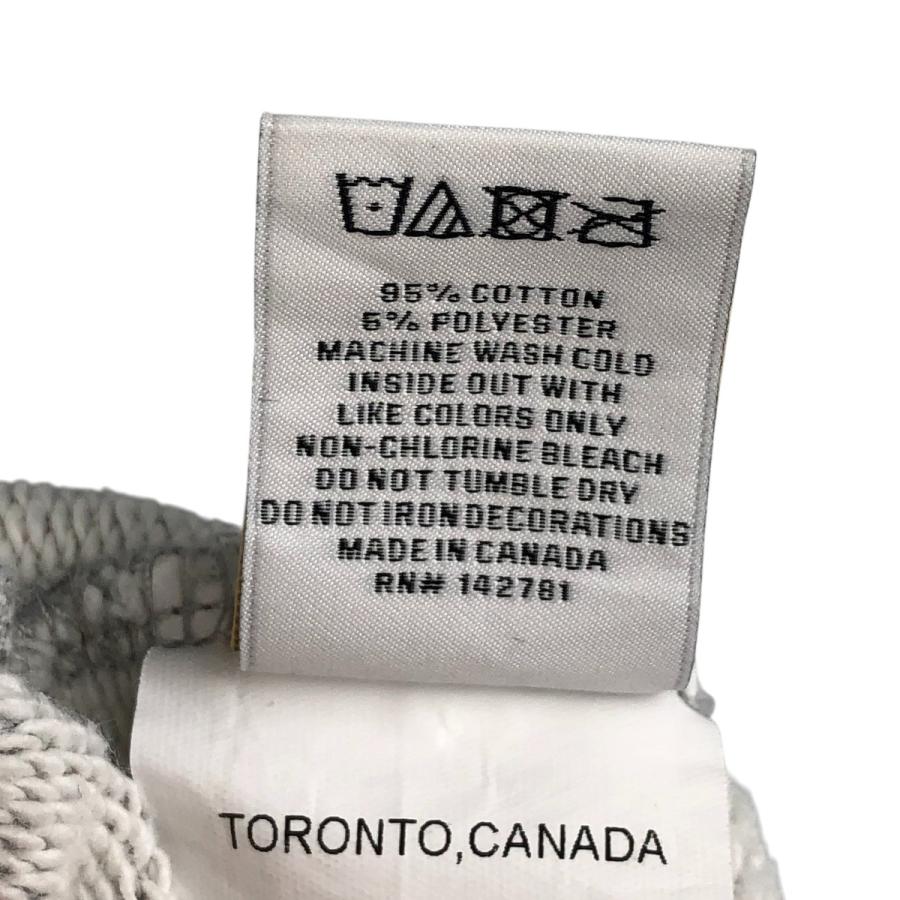 95% COTTON
5% POLYESTER
MACHINE WASH COLD
INSIDE OUT WITH
LIKE COLORS ONLY
NON-CHLORINE BLEACH
DO NOT TUMBLE DRY
DO NOT IRON DECORATIONS
MADE IN CANADA
RN# 142781
TORONTO,CANADA